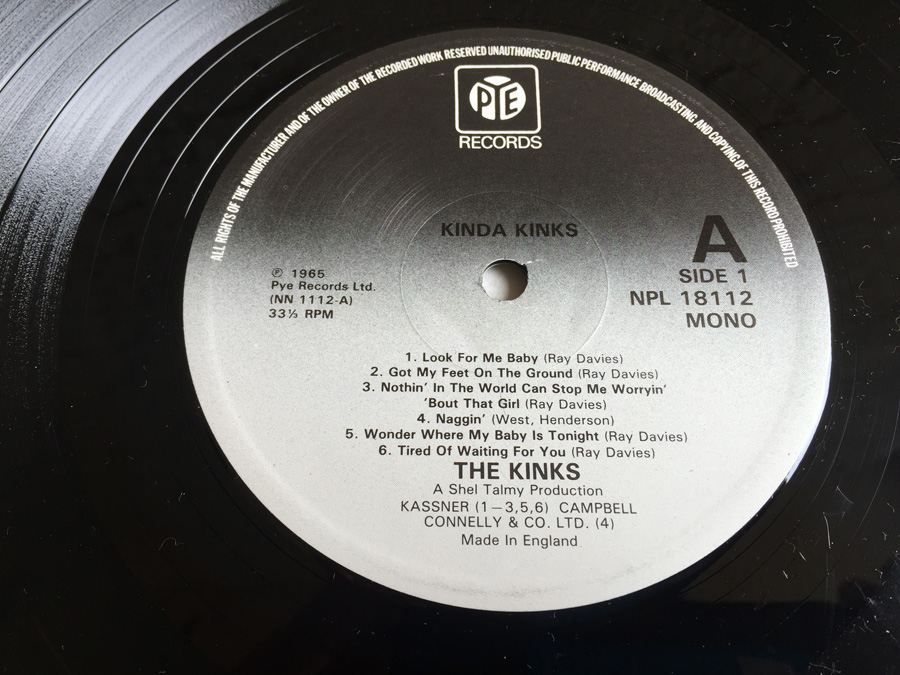 ALL RIGHTS OF THE MANUFACTURER AND OF THE OWNER OF THE RECORDED WORK RESERVED UNAUTHORISED PUBLIC PERFORMANCE BROADCASTING AND COPYING OF THIS RECORD PROHIBITED
PYE
RECORDS
KINDA KINKS
A
SIDE 1
NPL 18112
MONO
℗ 1965
Pye Records Ltd.
(NN 1112-A)
33⅓ RPM
1. Look For Me Baby (Ray Davies)
2. Got My Feet On The Ground (Ray Davies)
3. Nothin' In The World Can Stop Me Worryin'
'Bout That Girl (Ray Davies)
4. Naggin' (West, Henderson)
5. Wonder Where My Baby Is Tonight (Ray Davies)
6. Tired Of Waiting For You (Ray Davies)
THE KINKS
A Shel Talmy Production
KASSNER (1–3,5,6) CAMPBELL
CONNELLY & CO. LTD. (4)
Made In England